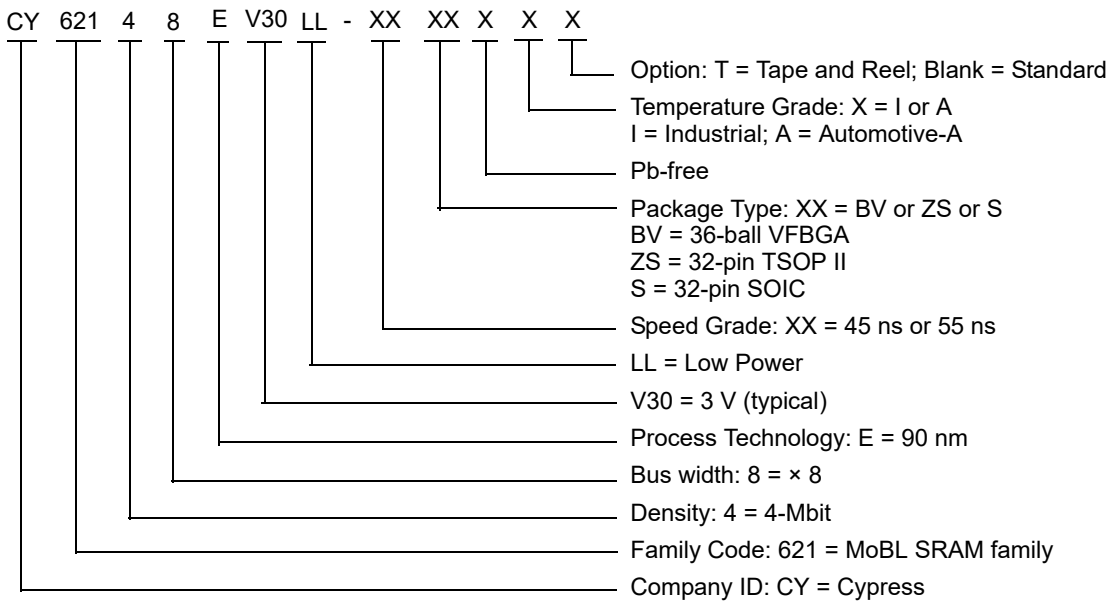 CY 621 4 8 E V30 LL - XX XX X X X
Option: T = Tape and Reel; Blank = Standard
Temperature Grade: X = I or A
I = Industrial; A = Automotive-A
Pb-free
Package Type: XX = BV or ZS or S
BV = 36-ball VFBGA
ZS = 32-pin TSOP II
S = 32-pin SOIC
Speed Grade: XX = 45 ns or 55 ns
LL = Low Power
V30 = 3 V (typical)
Process Technology: E = 90 nm
Bus width: 8 = × 8
Density: 4 = 4-Mbit
Family Code: 621 = MoBL SRAM family
Company ID: CY = Cypress